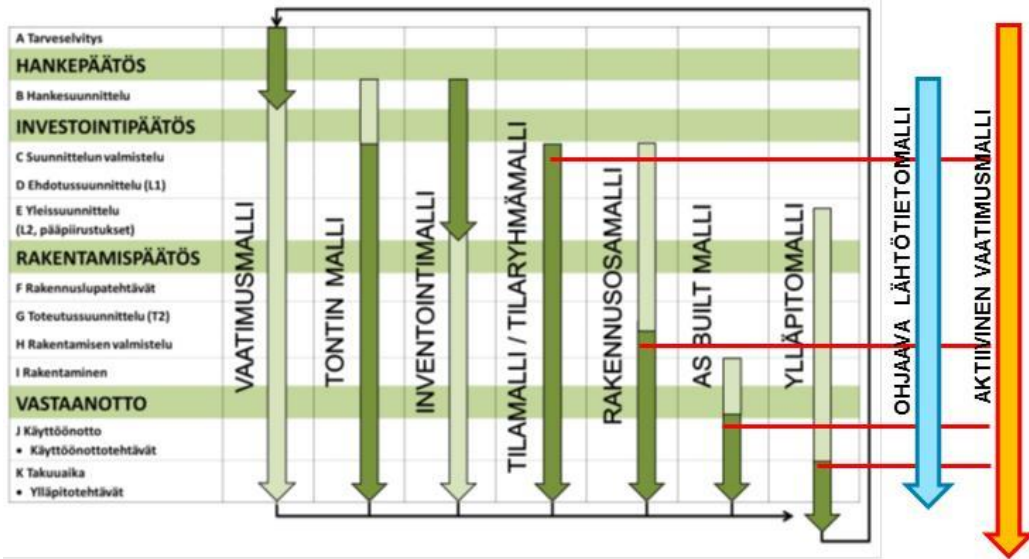 A Tarveselvitys
HANKEPÄÄTÖS
B Hankesuunnittelu
INVESTOINTIPÄÄTÖS
C Suunnittelun valmistelu
D Ehdotussuunnittelu (L1)
E Yleissuunnittelu
(L2, pääpiirustukset)
RAKENTAMISPÄÄTÖS
F Rakennuslupatehtävät
G Toteutussuunnittelu (T2)
H Rakentamisen valmistelu
I Rakentaminen
VASTAANOTTO
J Käyttöönotto
• Käyttöönottotehtävät
K Takuuaika
• Ylläpitotehtävät
VAATIMUSMALLI
TONTIN MALLI
INVENTOINTIMALLI
TILAMALLI / TILARYHMÄMALLI
RAKENNUSOSAMALLI
AS BUILT MALLI
YLLÄPITOMALLI
OHJAAVA LÄHTÖTIETOMALLI
AKTIIVINEN VAATIMUSMALLI